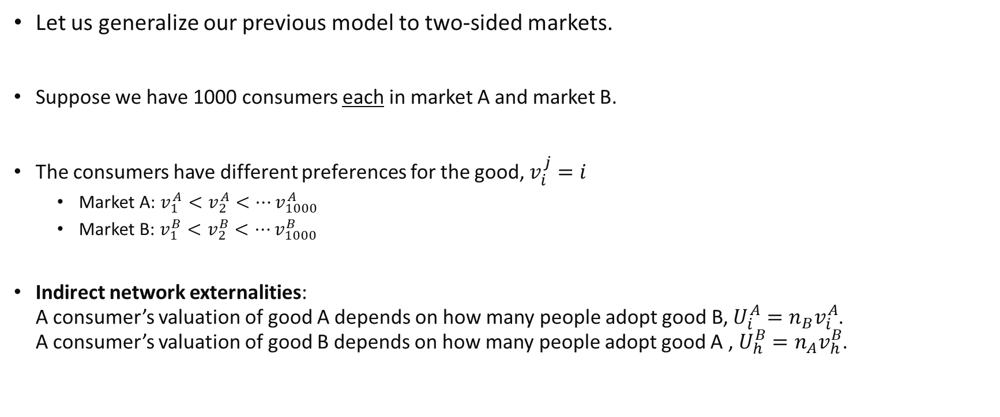 • Let us generalize our previous model to two-sided markets.
• Suppose we have 1000 consumers each in market A and market B.
• The consumers have different preferences for the good, $v_i^j = i$
• Market A: $v_1^A < v_2^A < \cdots v_{1000}^A$
• Market B: $v_1^B < v_2^B < \cdots v_{1000}^B$
• Indirect network externalities:
A consumer’s valuation of good A depends on how many people adopt good B, $U_i^A = n_B v_i^A$.
A consumer’s valuation of good B depends on how many people adopt good A , $U_h^B = n_A v_h^B$.